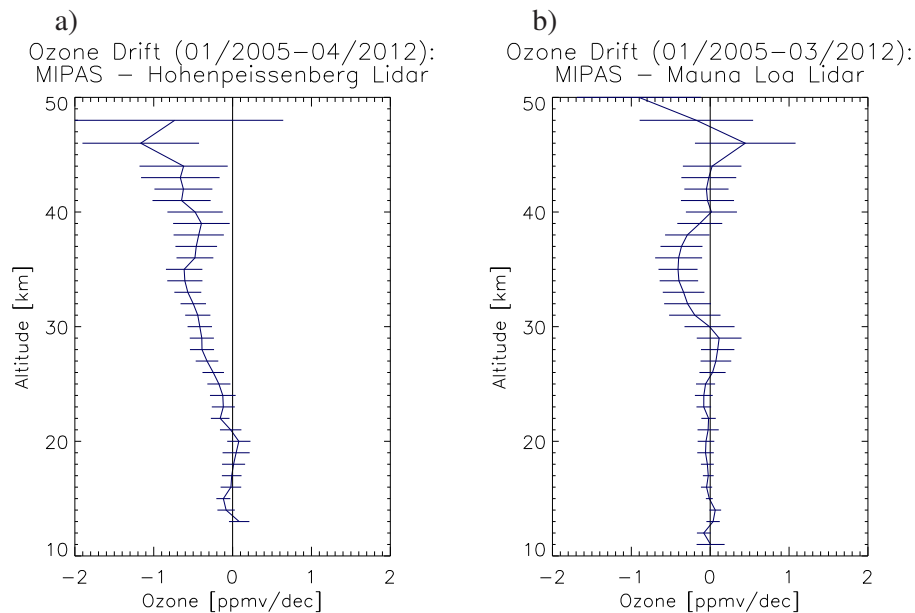 a)
Ozone Drift (01/2005−04/2012):
MIPAS − Hohenpeissenberg Lidar
50
40
30
20
10
Altitude [km]
−2 −1 0 1 2
Ozone [ppmv/dec]
b)
Ozone Drift (01/2005−03/2012):
MIPAS − Mauna Loa Lidar
50
40
30
20
10
Altitude [km]
−2 −1 0 1 2
Ozone [ppmv/dec]